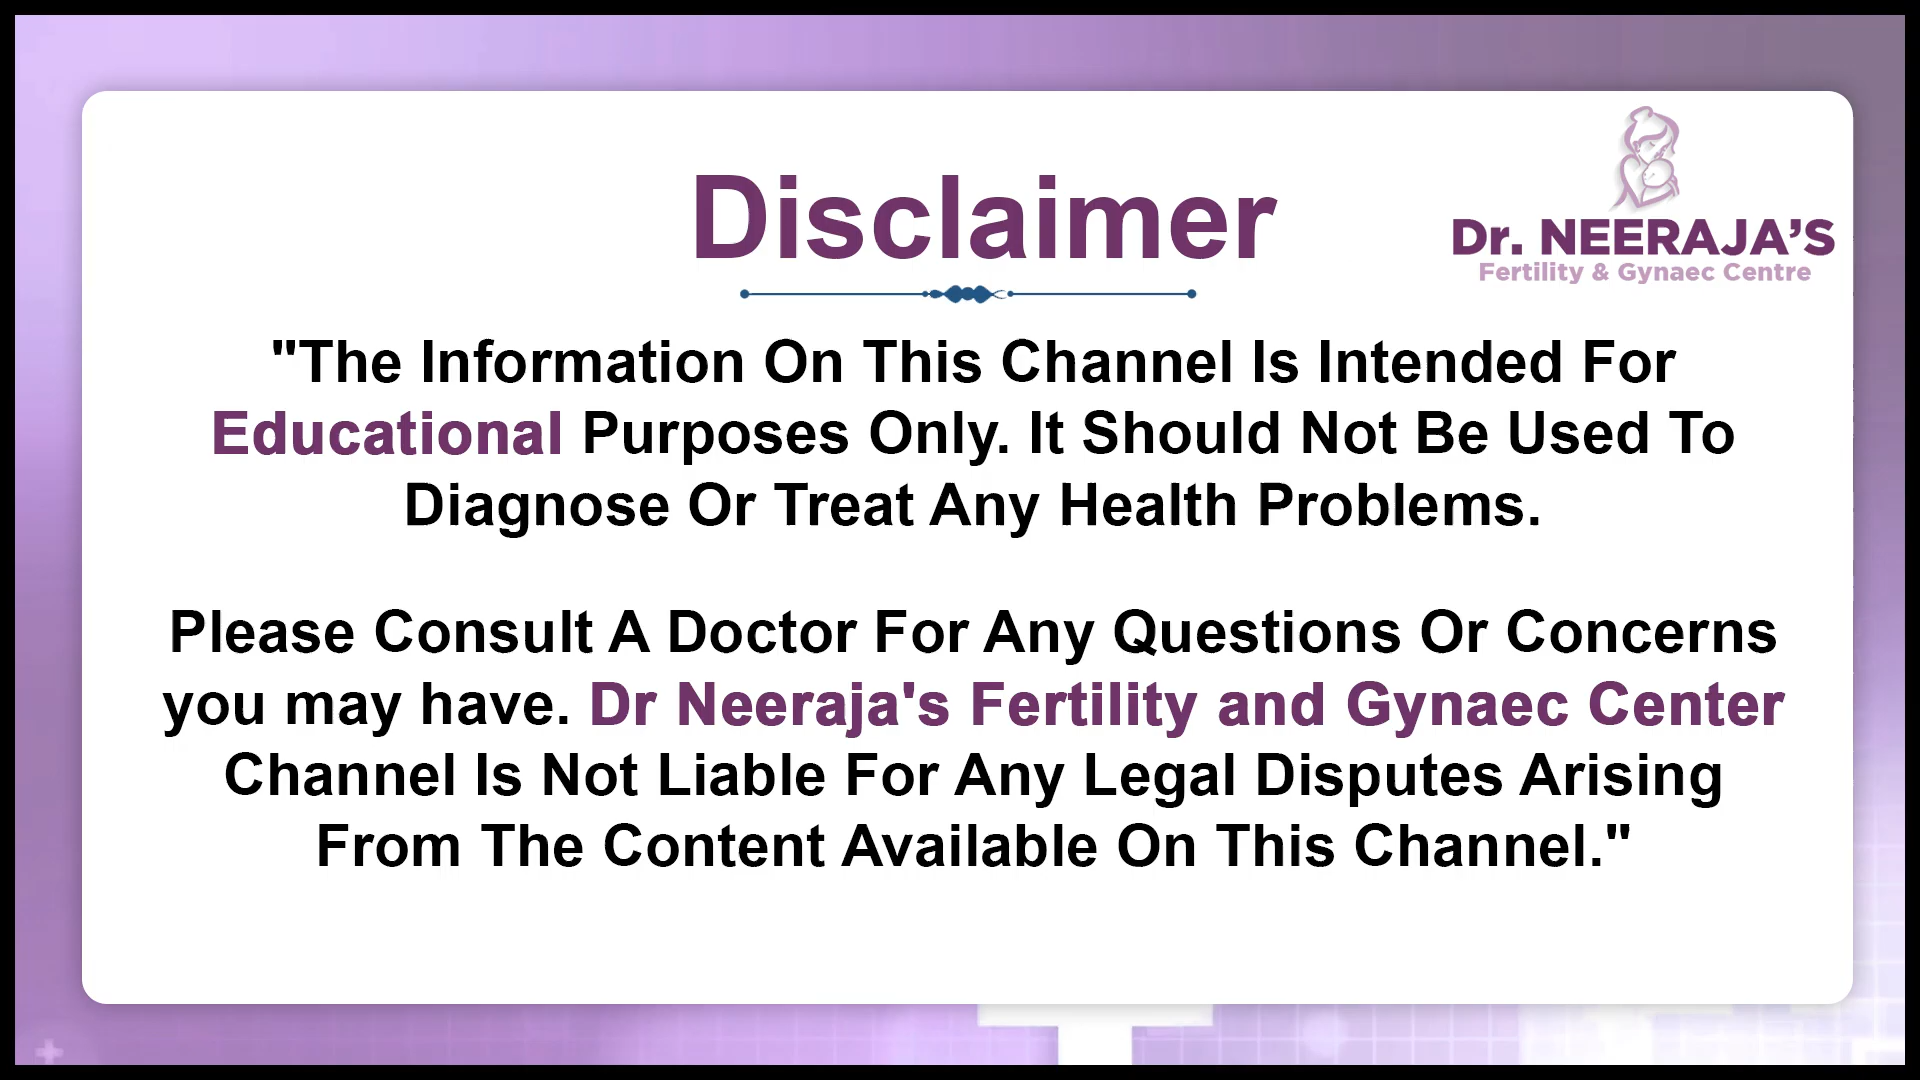 Disclaimer
Dr. NEERAJA’S
Fertility & Gynaec Centre
"The Information On This Channel Is Intended For
Educational Purposes Only. It Should Not Be Used To
Diagnose Or Treat Any Health Problems.
Please Consult A Doctor For Any Questions Or Concerns
you may have. Dr Neeraja's Fertility and Gynaec Center
Channel Is Not Liable For Any Legal Disputes Arising
From The Content Available On This Channel."